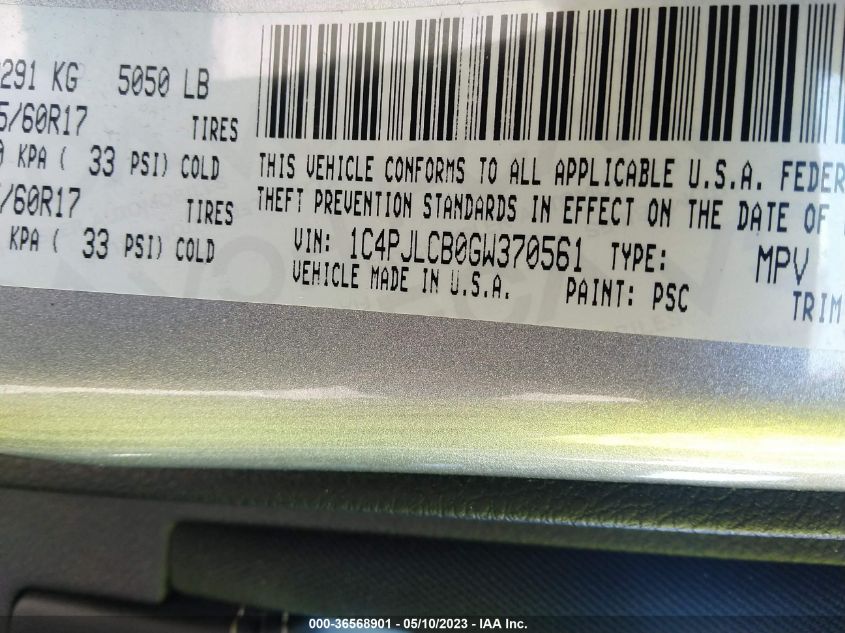 291 KG 5050 LB
5/60R17 TIRES
KPA ( 33 PSI) COLD
/60R17 TIRES
KPA ( 33 PSI) COLD
THIS VEHICLE CONFORMS TO ALL APPLICABLE U.S.A. FEDER
THEFT PREVENTION STANDARDS IN EFFECT ON THE DATE OF
VIN: 1C4PJLCB0GW370561 TYPE: MPV
VEHICLE MADE IN U.S.A. PAINT: PSC
TRIM
000-36568901 - 05/10/2023 - IAA Inc.